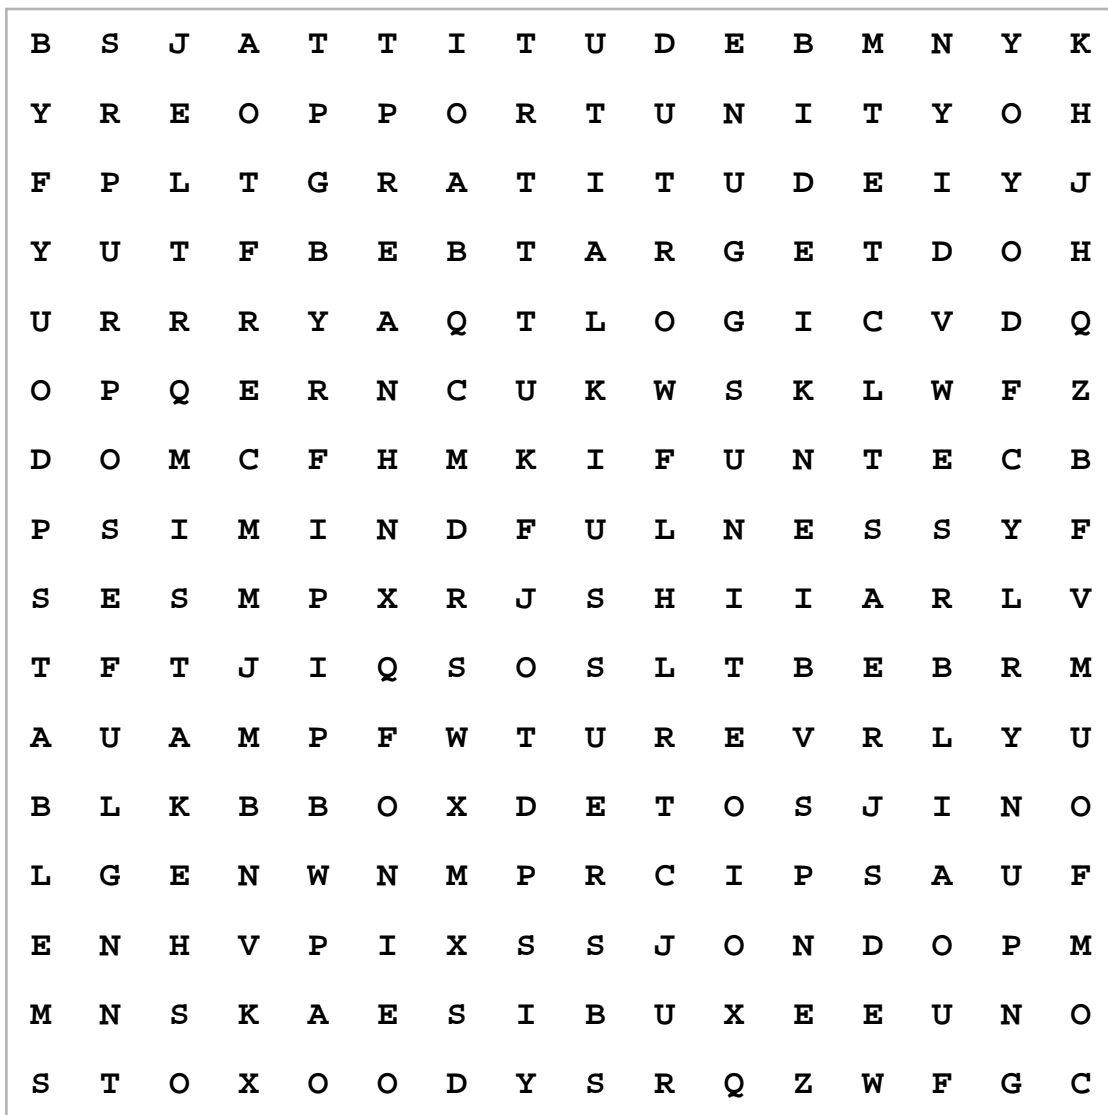 B S J A T T I T U D E B M N Y K
Y R E O P P O R T U N I T Y O H
F P L T G R A T I T U D E I Y J
Y U T F B E B T A R G E T D O H
U R R R Y A Q T L O G I C V D Q
O P Q E R N C U K W S K L W F Z
D O M C F H M K I F U N T E C B
P S I M I N D F U L N E S S Y F
S E S M P X R J S H I I A R L V
T F T J I Q S O S L T B E B R M
A U A M P F W T U R E V R L Y U
B L K B B O X D E T O S J I N O
L G E N W N M P R C I P S A U F
E N H V P I X S S J O N D O P M
M N S K A E S I B U X E E U N O
S T O X O O D Y S R Q Z W F G C